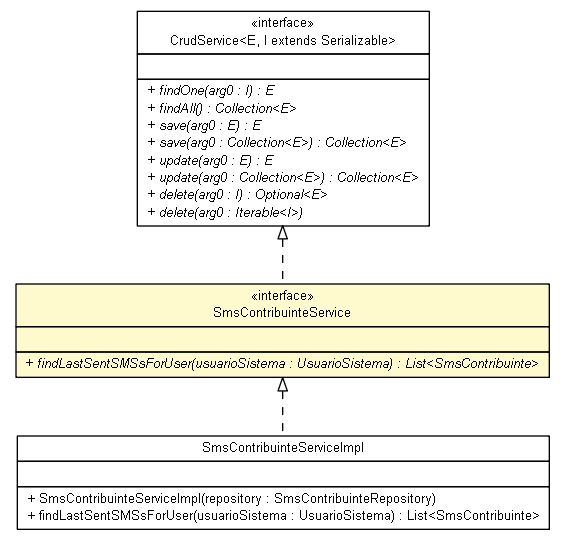 «interface»
CrudService<E, I extends Serializable>
+ findOne(arg0 : I) : E
+ findAll() : Collection<E>
+ save(arg0 : E) : E
+ save(arg0 : Collection<E>) : Collection<E>
+ update(arg0 : E) : E
+ update(arg0 : Collection<E>) : Collection<E>
+ delete(arg0 : I) : Optional<E>
+ delete(arg0 : Iterable<I>)
«interface»
SmsContribuinteService
+ findLastSentSMSsForUser(usuarioSistema : UsuarioSistema) : List<SmsContribuinte>
SmsContribuinteServiceImpl
+ SmsContribuinteServiceImpl(repository : SmsContribuinteRepository)
+ findLastSentSMSsForUser(usuarioSistema : UsuarioSistema) : List<SmsContribuinte>